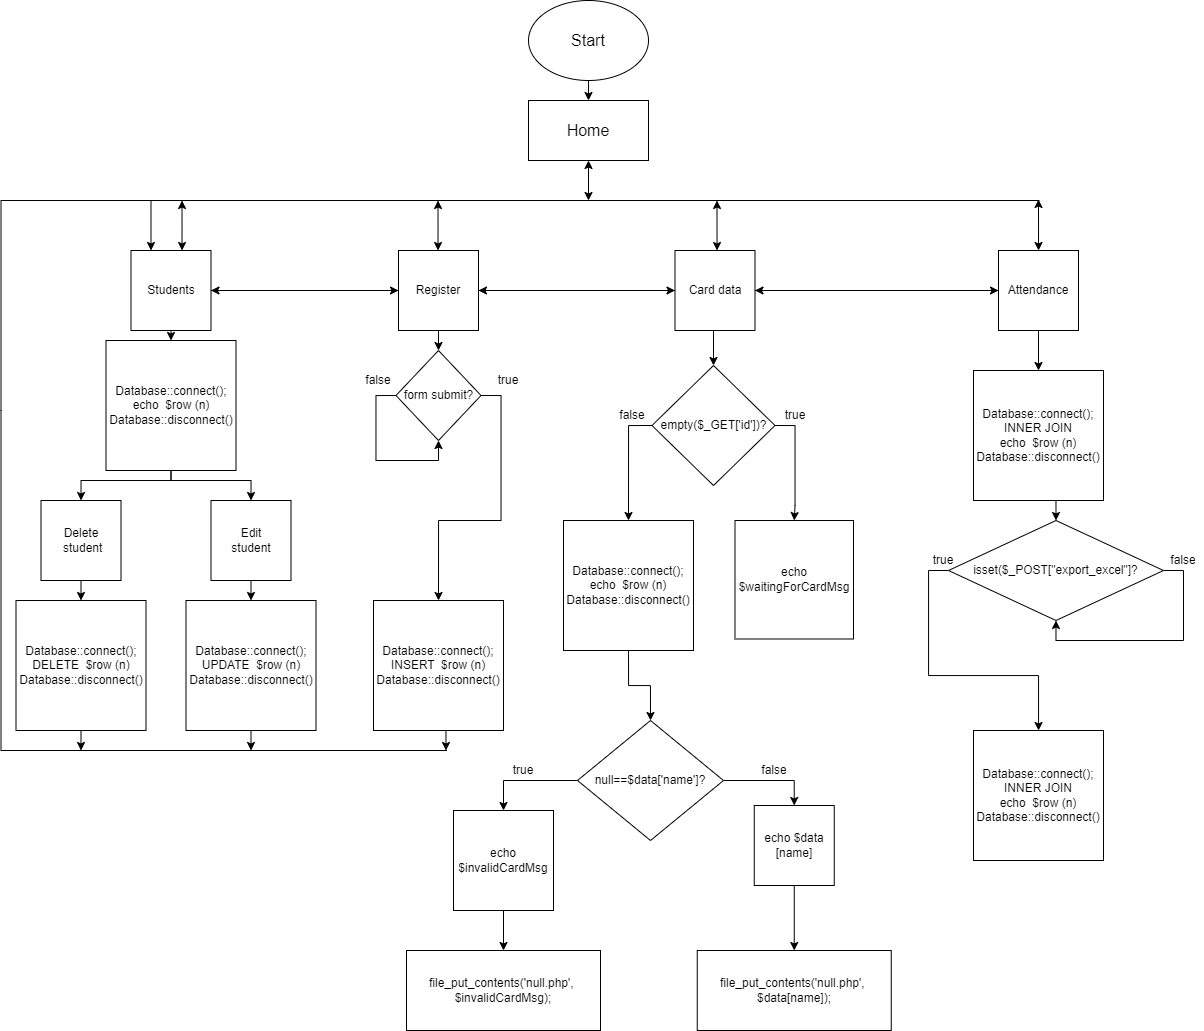 Start
Home
Students
Register
Card data
Attendance
Database::connect();
echo  $row (n)
Database::disconnect()
false
form submit?
true
false
empty($_GET['id'])?
true
Database::connect();
INNER JOIN
echo  $row (n)
Database::disconnect()
Delete
student
Edit
student
Database::connect();
echo  $row (n)
Database::disconnect()
echo
$waitingForCardMsg
true
isset($_POST["export_excel"]?
false
Database::connect();
DELETE  $row (n)
Database::disconnect()
Database::connect();
UPDATE  $row (n)
Database::disconnect()
Database::connect();
INSERT  $row (n)
Database::disconnect()
true
null==$data['name']?
false
Database::connect();
INNER JOIN
echo  $row (n)
Database::disconnect()
echo
$invalidCardMsg
echo $data
[name]
file_put_contents('null.php',
$invalidCardMsg);
file_put_contents('null.php',
$data[name]);